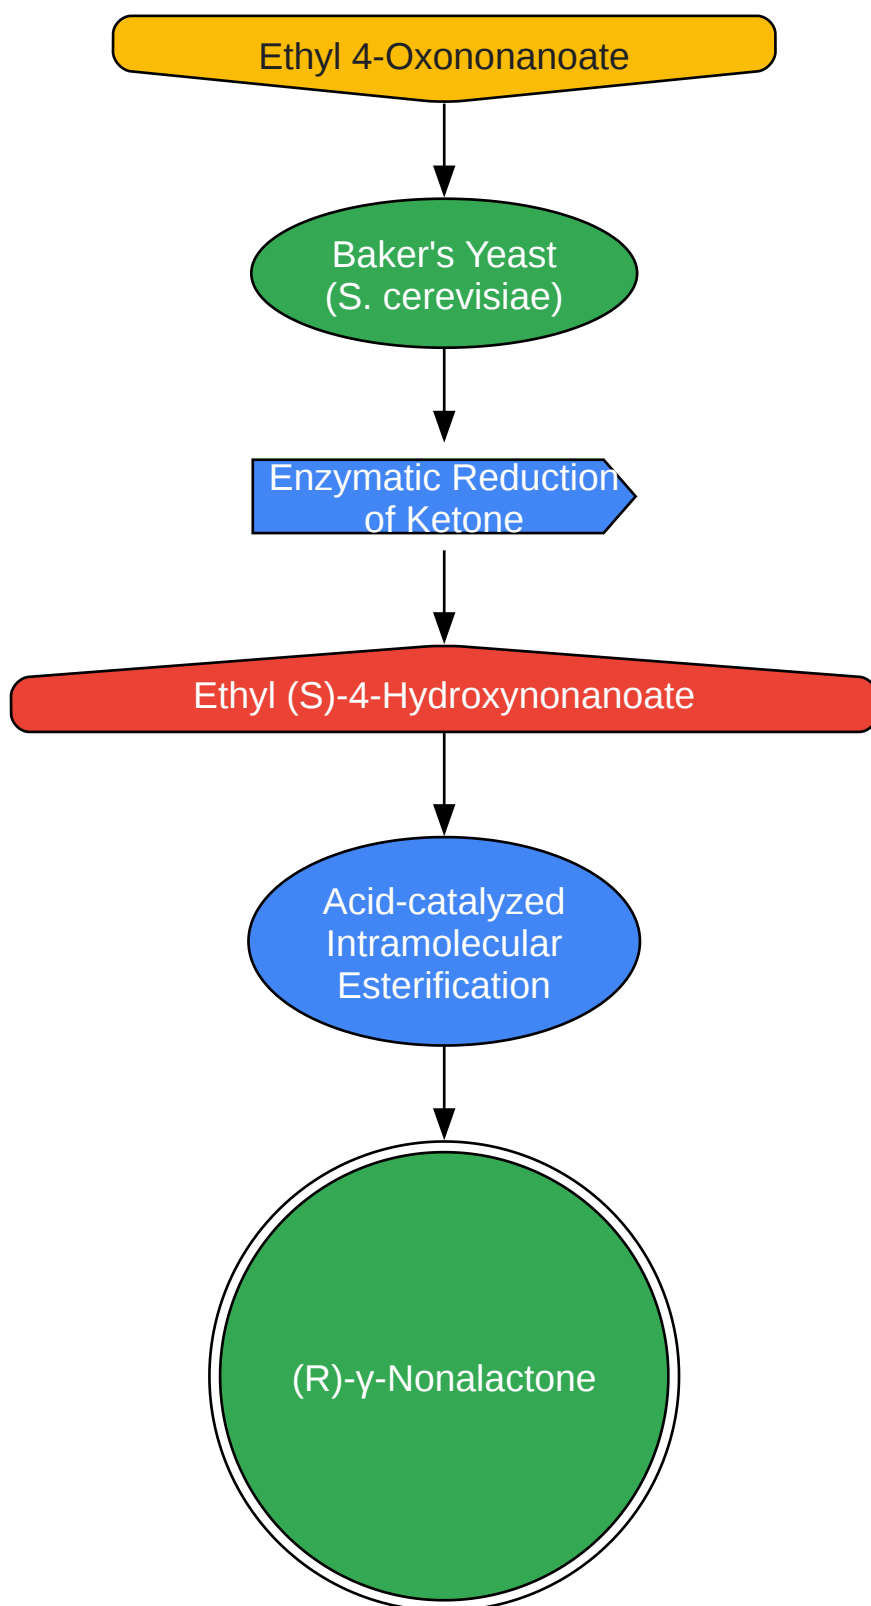 Ethyl 4-Oxononanoate
Baker's Yeast
(S. cerevisiae)
Enzymatic Reduction
of Ketone
Ethyl (S)-4-Hydroxynonanoate
Acid-catalyzed
Intramolecular
Esterification
(R)-γ-Nonalactone